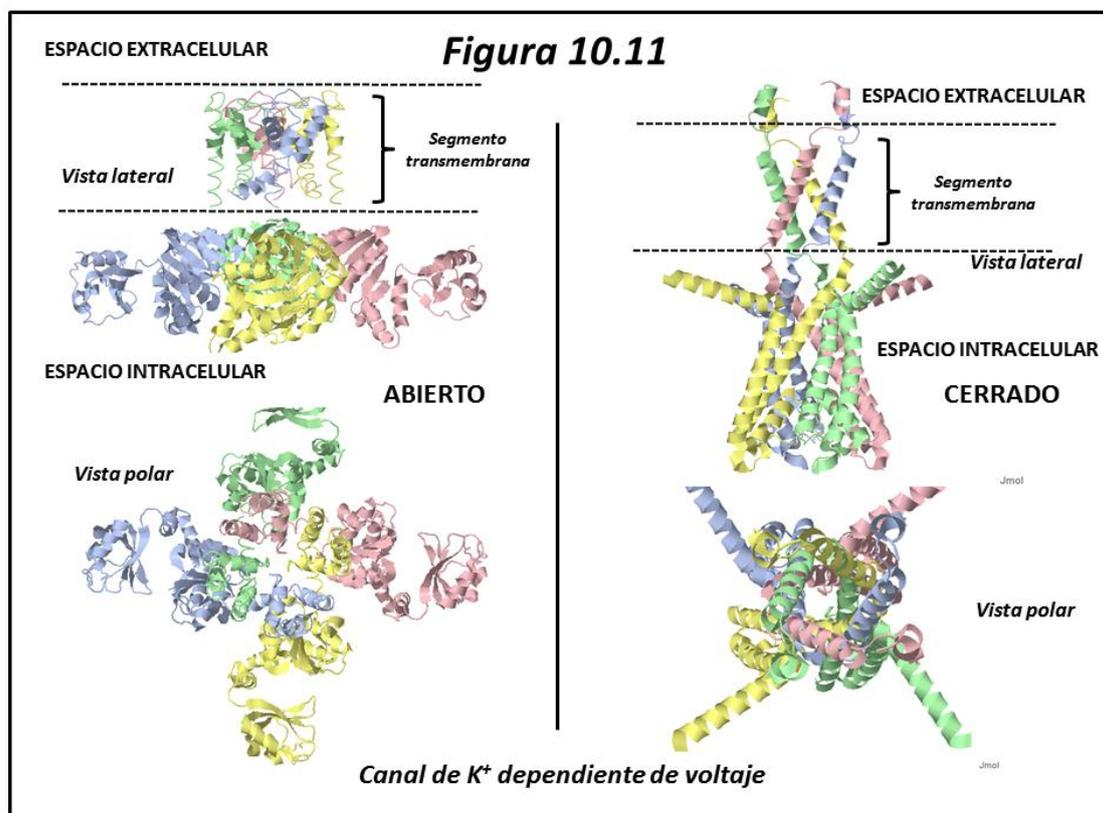 Figura 10.11
ESPACIO EXTRACELULAR
Segmento
transmembrana
Vista lateral
ESPACIO INTRACELULAR
ABIERTO
Vista polar
ESPACIO EXTRACELULAR
Segmento
transmembrana
Vista lateral
ESPACIO INTRACELULAR
CERRADO
Jmol
Vista polar
Jmol
Canal de K⁺ dependiente de voltaje